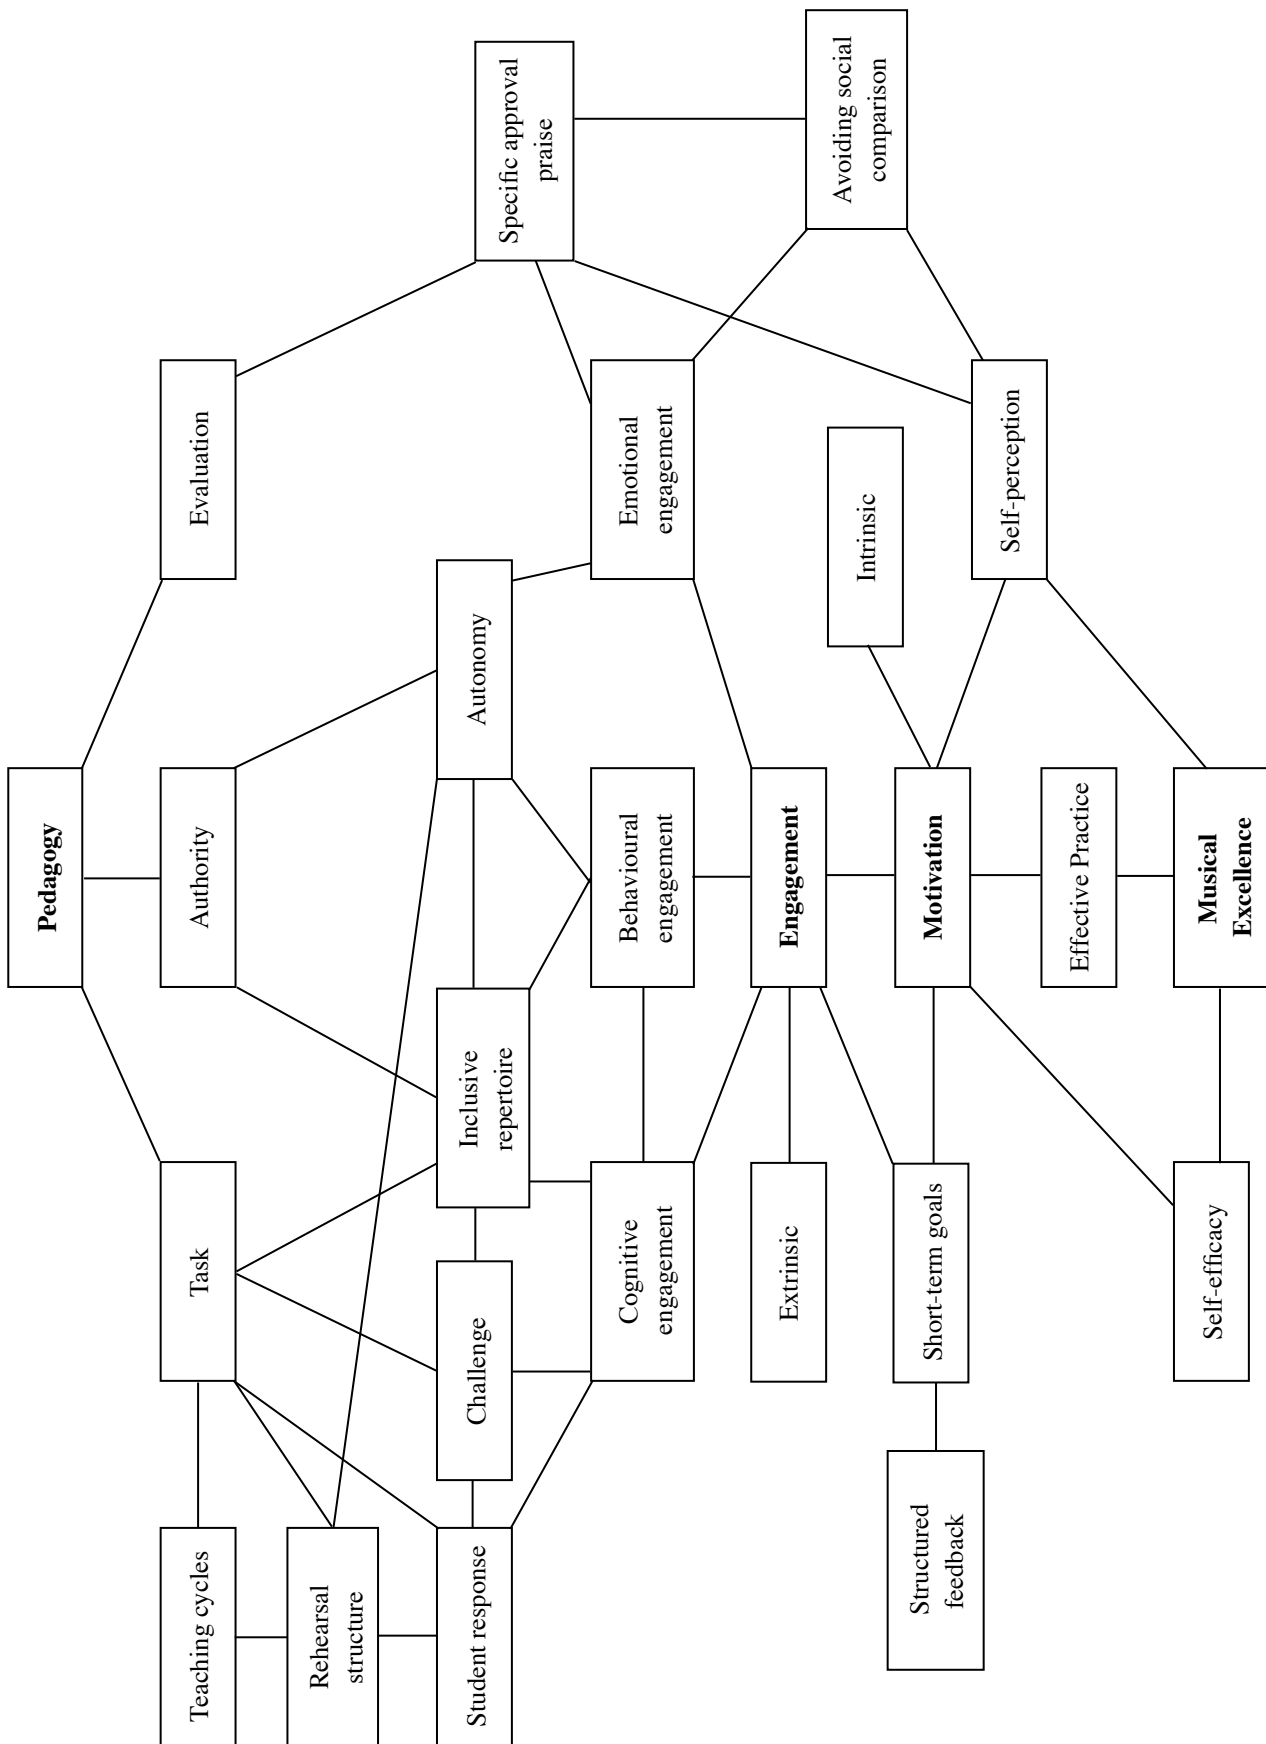 Pedagogy
Task
Authority
Evaluation
Teaching cycles
Rehearsal
structure
Student response
Challenge
Inclusive
repertoire
Autonomy
Specific approval
praise
Cognitive
engagement
Behavioural
engagement
Emotional
engagement
Extrinsic
Engagement
Intrinsic
Avoiding social
comparison
Structured
feedback
Short-term goals
Motivation
Self-perception
Effective Practice
Self-efficacy
Musical
Excellence